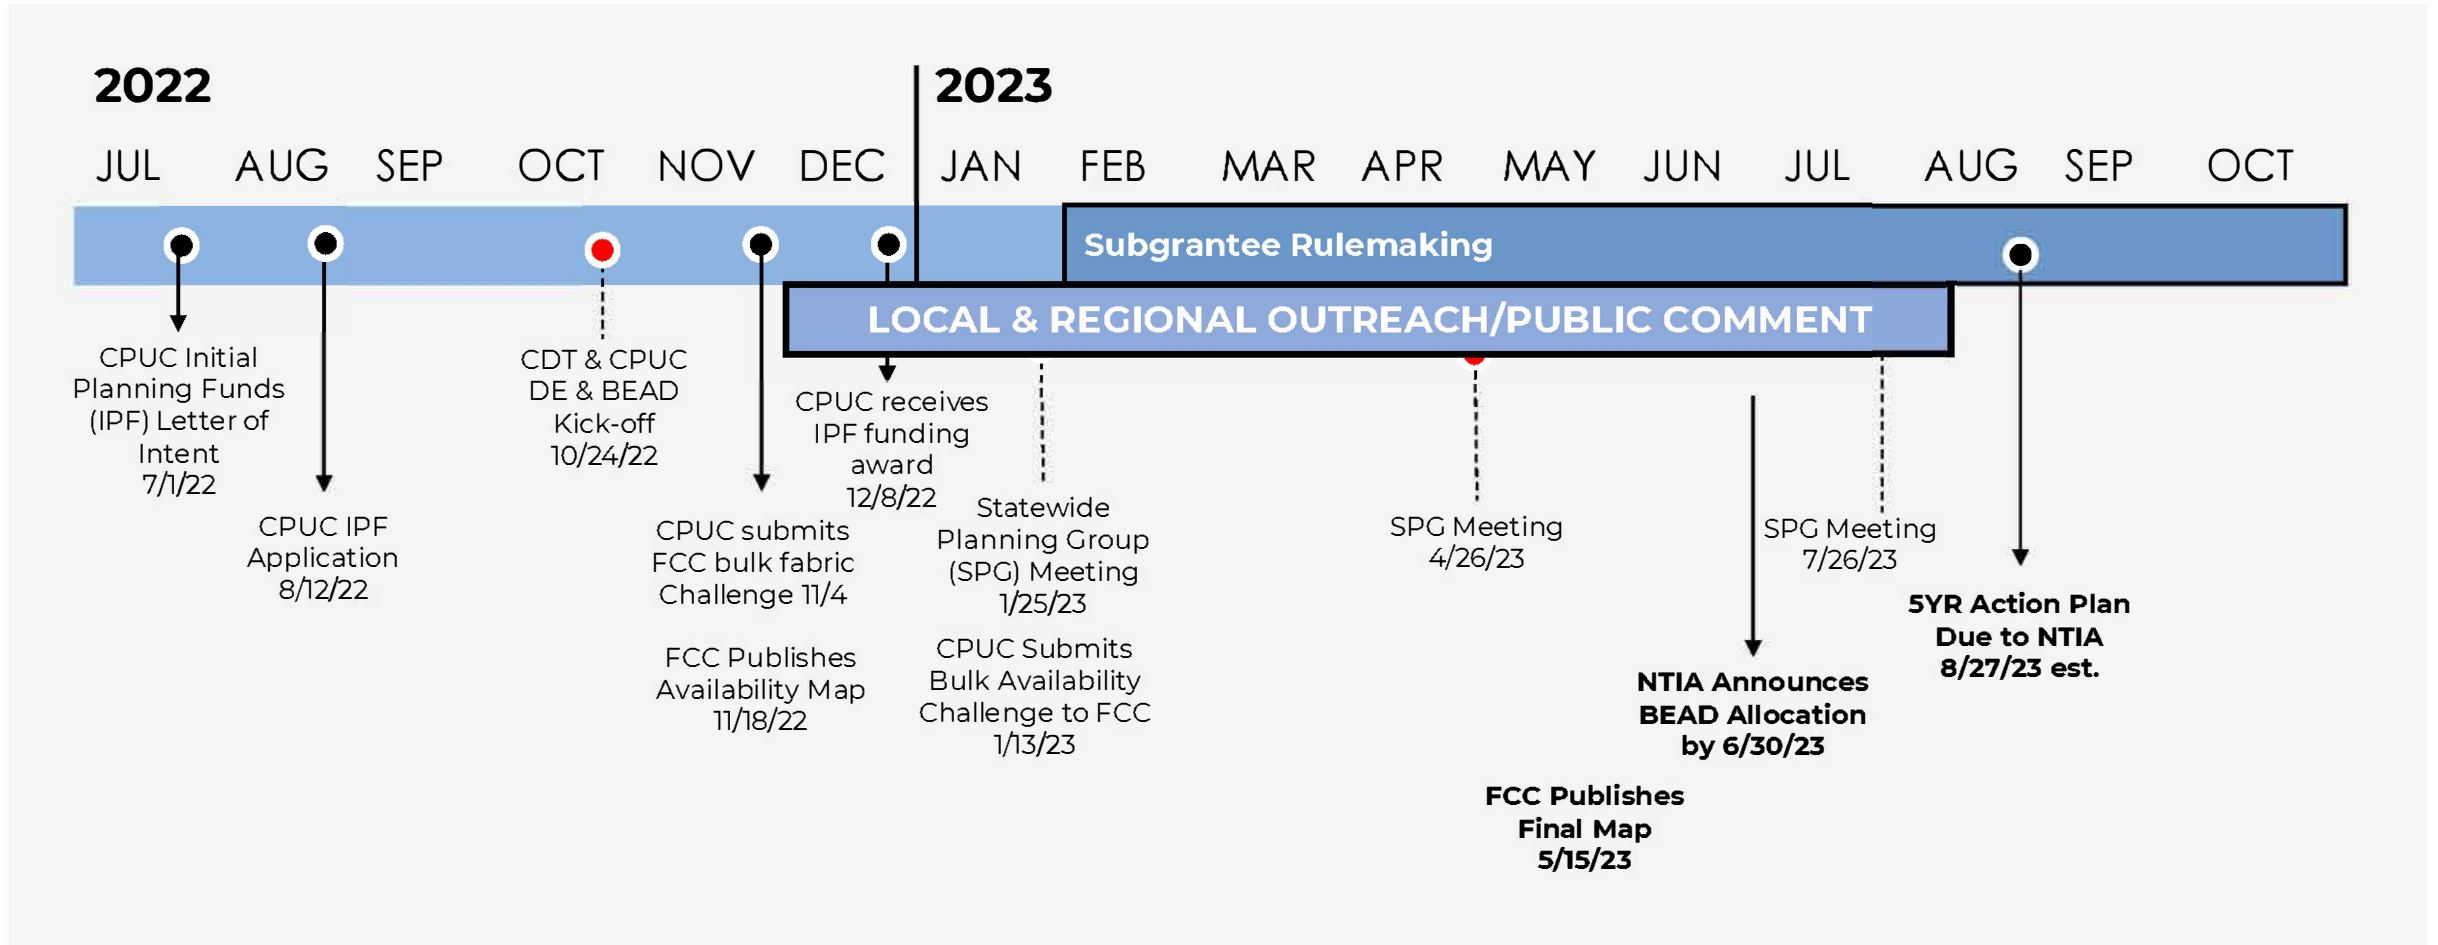 2022
2023
JUL AUG SEP OCT NOV DEC JAN FEB MAR APR MAY JUN JUL AUG SEP OCT
Subgrantee Rulemaking
LOCAL & REGIONAL OUTREACH/PUBLIC COMMENT
CPUC Initial
Planning Funds
(IPF) Letter of
Intent
7/1/22
CPUC IPF
Application
8/12/22
CDT & CPUC
DE & BEAD
Kick-off
10/24/22
CPUC submits
FCC bulk fabric
Challenge 11/4
FCC Publishes
Availability Map
11/18/22
CPUC receives
IPF funding
award
12/8/22
Statewide
Planning Group
(SPG) Meeting
1/25/23
CPUC Submits
Bulk Availability
Challenge to FCC
1/13/23
SPG Meeting
4/26/23
FCC Publishes
Final Map
5/15/23
NTIA Announces
BEAD Allocation
by 6/30/23
SPG Meeting
7/26/23
5YR Action Plan
Due to NTIA
8/27/23 est.